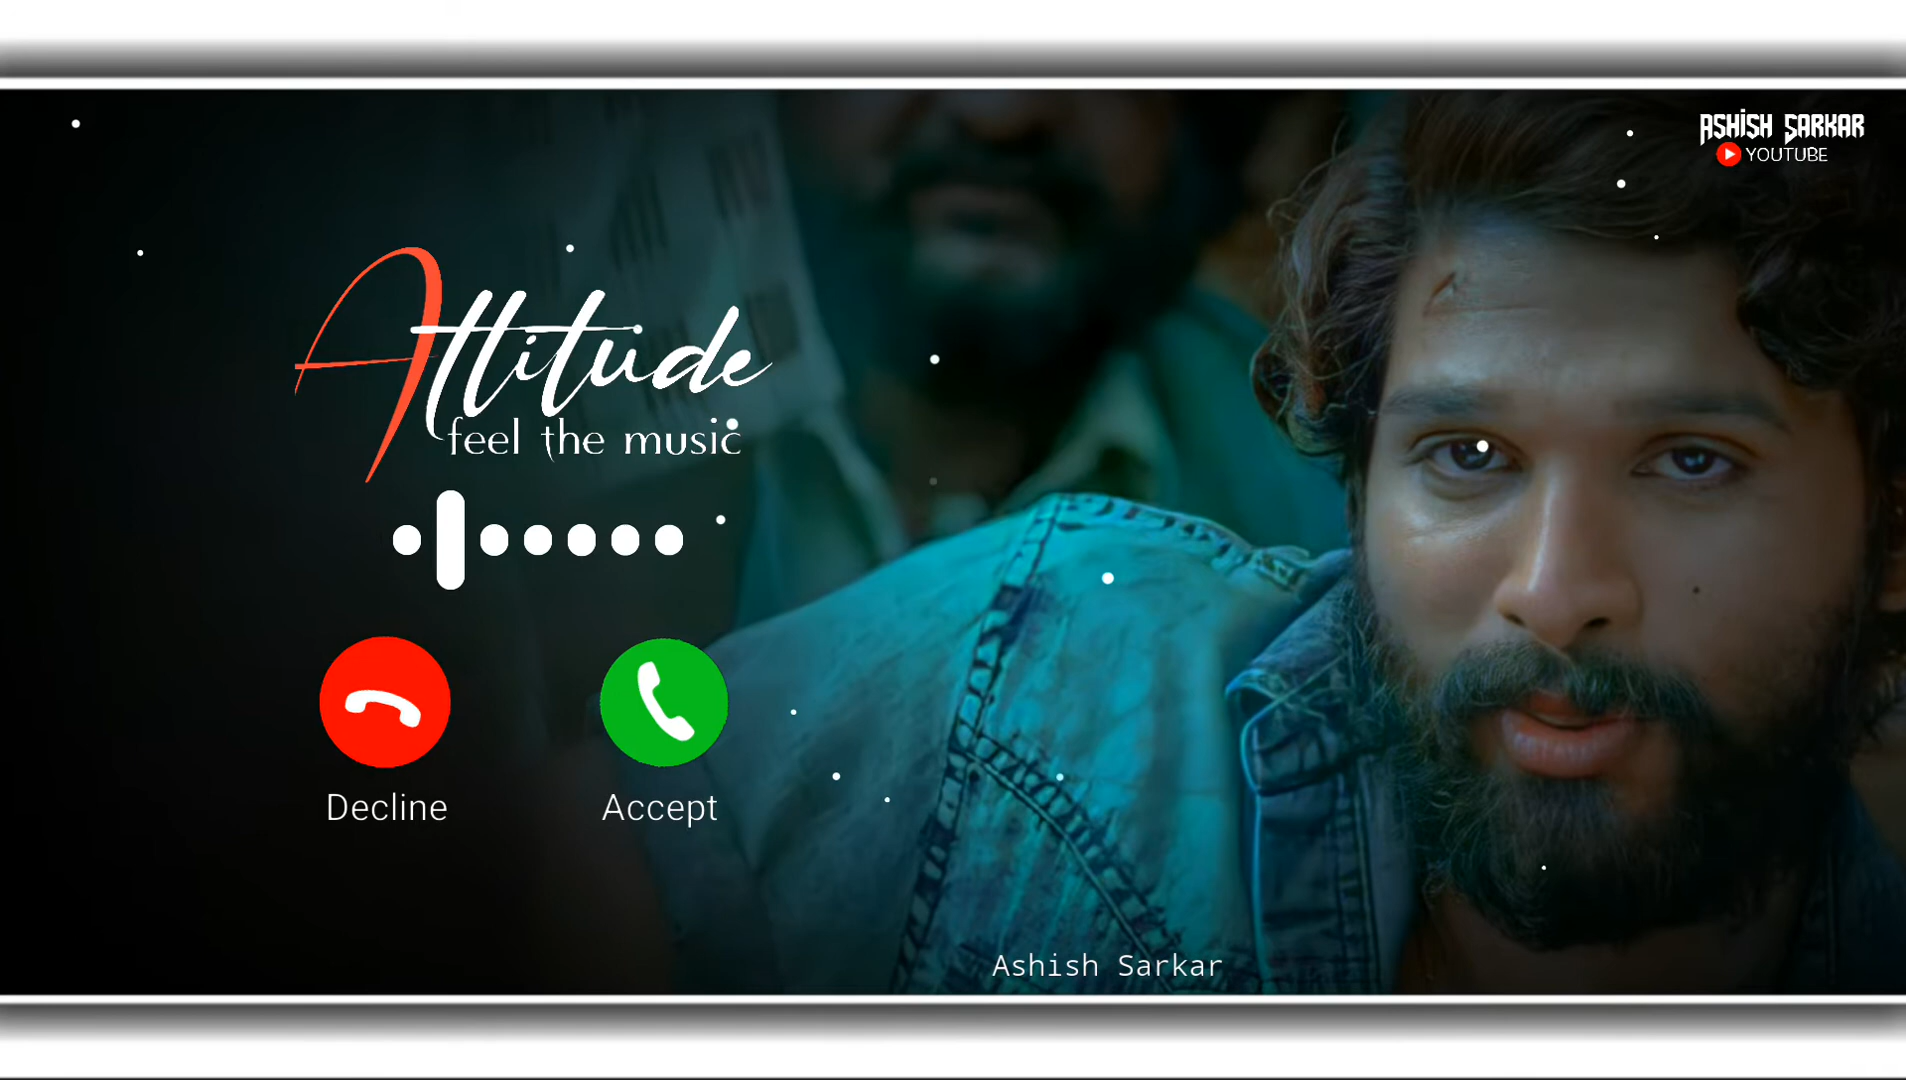 ASHISH SARKAR
YOUTUBE
Attitude
feel the music
Decline
Accept
Ashish Sarkar